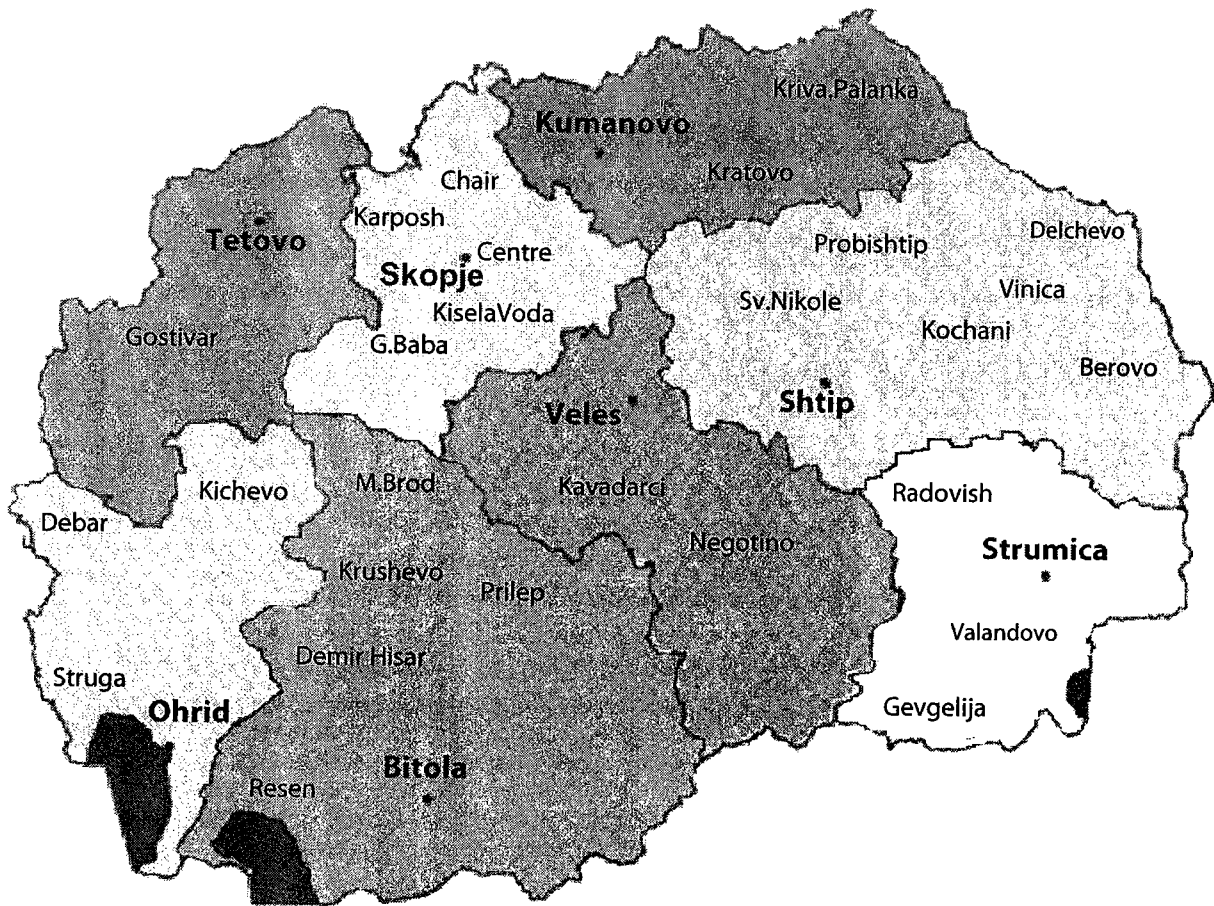 Kriva.Palanka
Kumanovo
Kratovo
Chair
Karposh
Tetovo
Centre
Skopje
Delchevo
Probishtip
Vinica
Sv.Nikole
KiselaVoda
Kochani
Gostivar
G.Baba
Berovo
Shtip
Veles
M.Brod
Kavadarci
Kichevo
Radovish
Debar
Negotino
Strumica
Krushevo
Prilep
Valandovo
Demir.Hisar
Struga
Ohrid
Gevgelija
Bitola
Resen